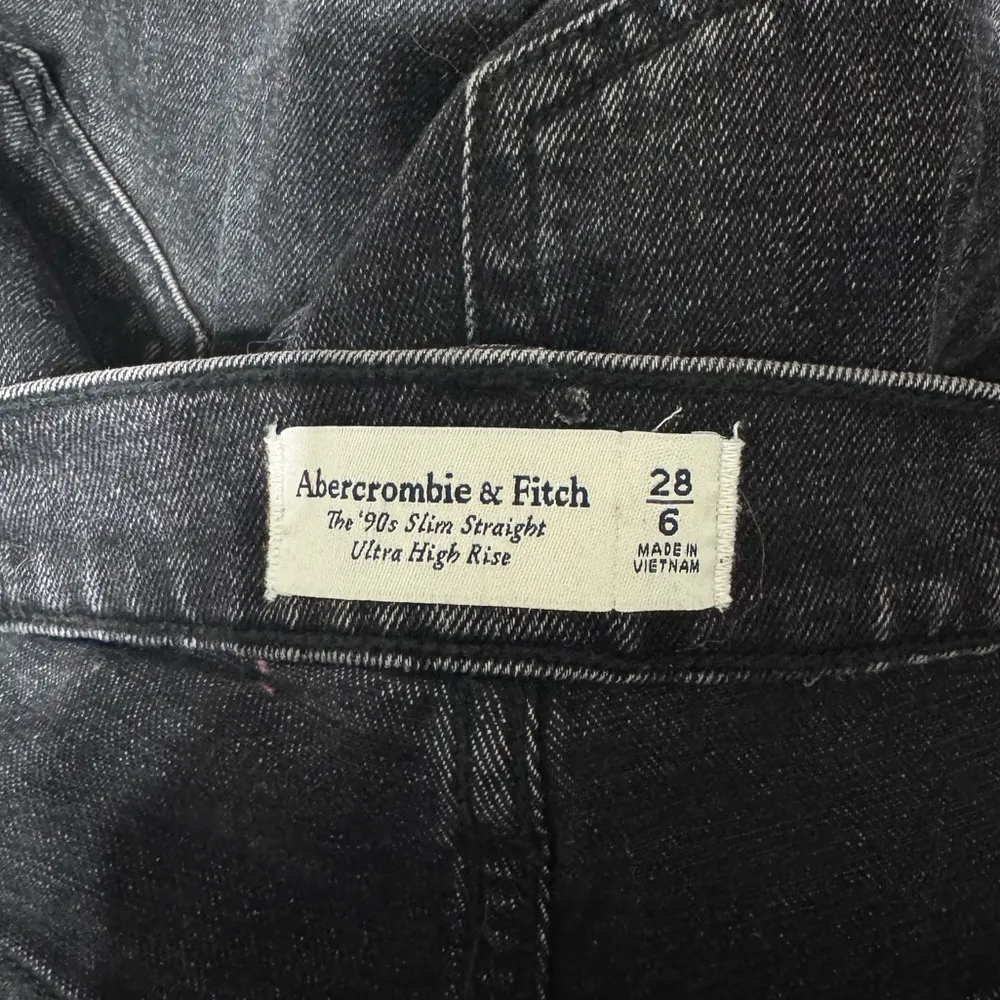 Abercrombie & Fitch
The '90s Slim Straight
Ultra High Rise
28
6
MADE IN
VIETNAM